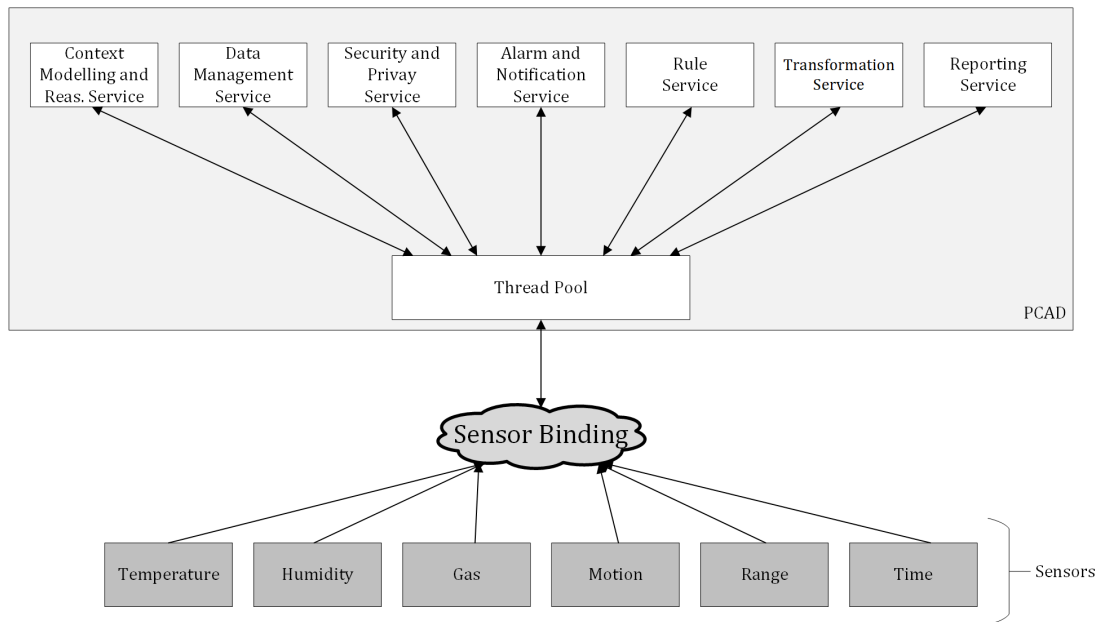 Context
Modelling and
Reas. Service
Data
Management
Service
Security and
Privay
Service
Alarm and
Notification
Service
Rule
Service
Transformation
Service
Reporting
Service
Thread Pool
PCAD
Sensor Binding
Temperature
Humidity
Gas
Motion
Range
Time
Sensors